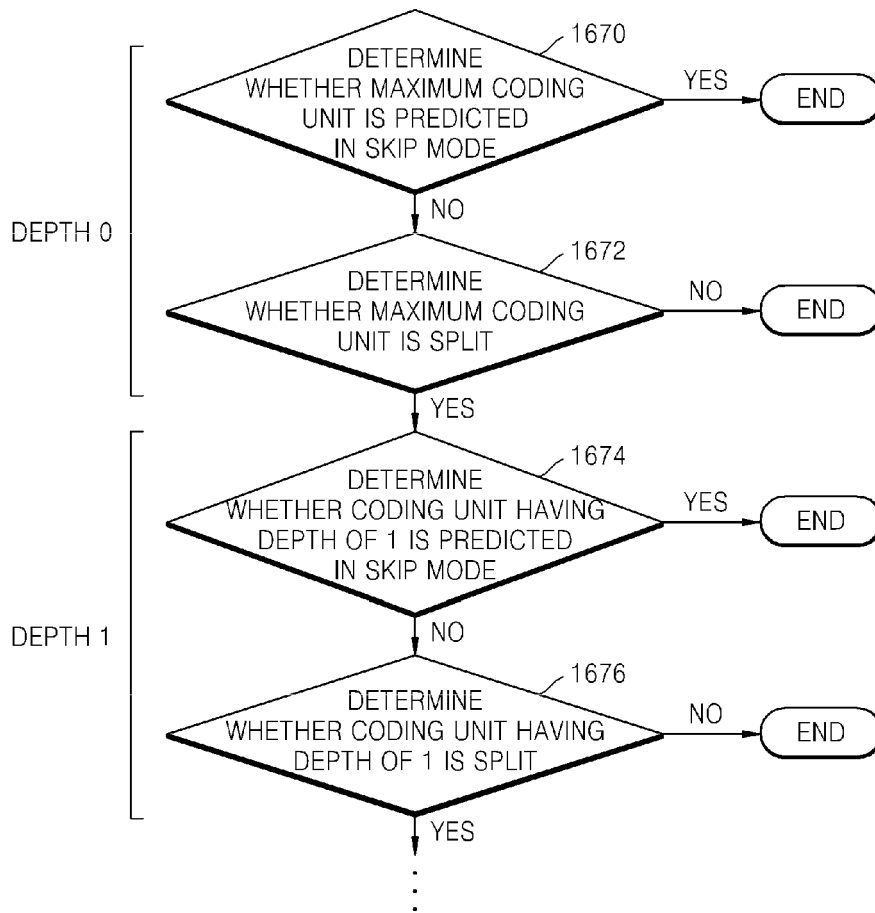 1670
DETERMINE
WHETHER MAXIMUM CODING
UNIT IS PREDICTED
IN SKIP MODE
YES
END
NO
DEPTH 0
1672
DETERMINE
WHETHER MAXIMUM CODING
UNIT IS SPLIT
NO
END
YES
1674
DETERMINE
WHETHER CODING UNIT HAVING
DEPTH OF 1 IS PREDICTED
IN SKIP MODE
YES
END
NO
DEPTH 1
1676
DETERMINE
WHETHER CODING UNIT HAVING
DEPTH OF 1 IS SPLIT
NO
END
YES